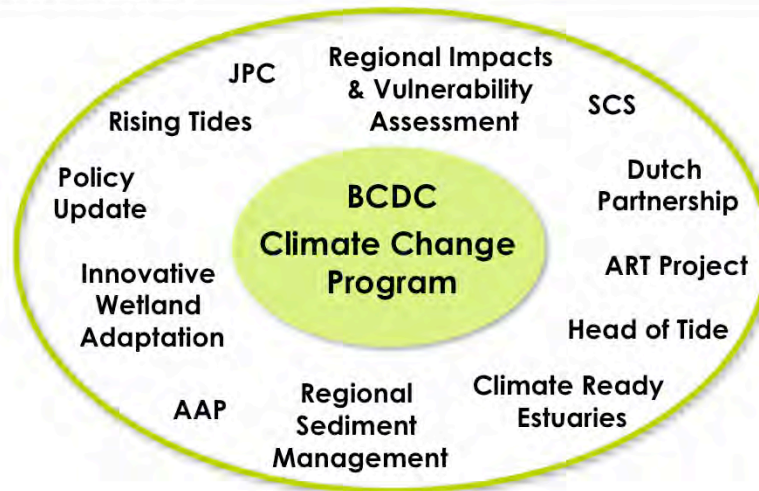 JPC
Regional Impacts
& Vulnerability
Assessment
SCS
Rising Tides
Policy
Update
Dutch
Partnership
BCDC
Climate Change
Program
Innovative
Wetland
Adaptation
ART Project
Head of Tide
AAP
Regional
Sediment
Management
Climate Ready
Estuaries